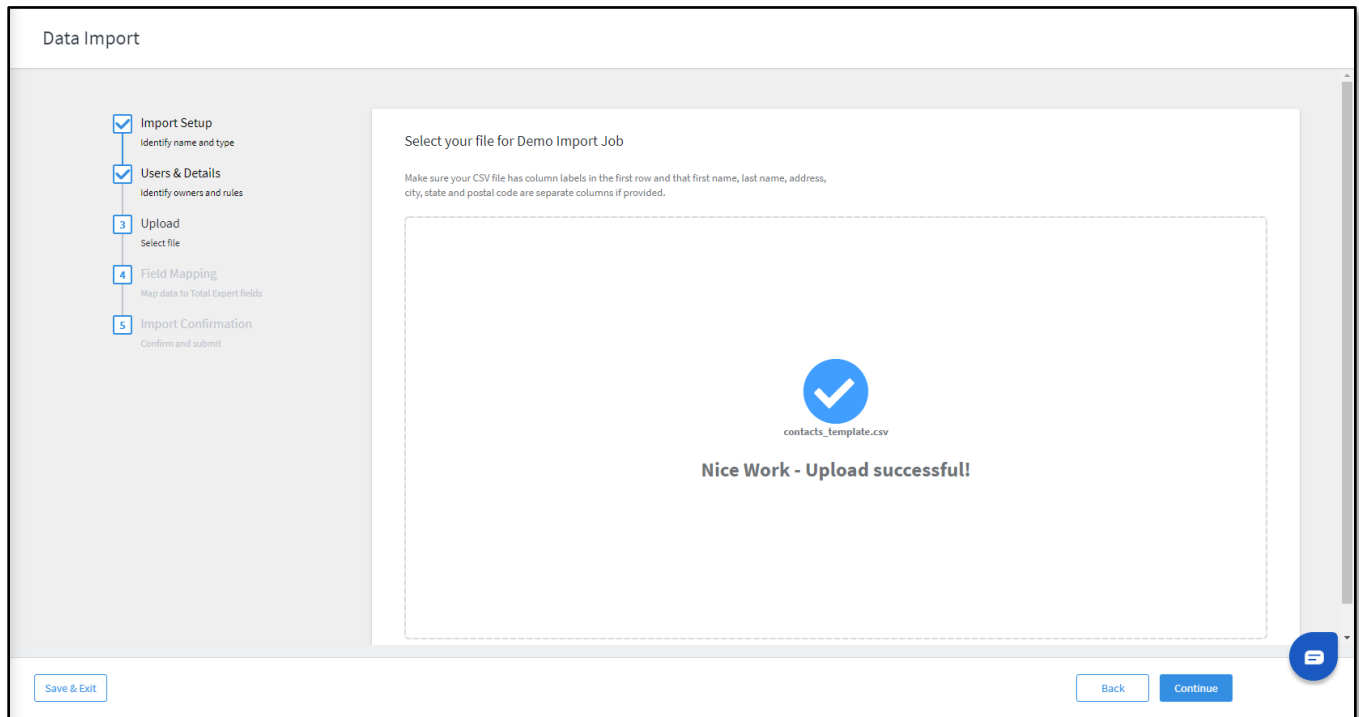 Data Import
Import Setup
Identify name and type
Users & Details
Identify owners and rules
3 Upload
Select file
4 Field Mapping
Map data to Total Expert fields
5 Import Confirmation
Confirm and submit
Select your file for Demo Import Job
Make sure your CSV file has column labels in the first row and that first name, last name, address,
city, state and postal code are separate columns if provided.
contacts_template.csv
Nice Work - Upload successful!
Save & Exit
Back
Continue